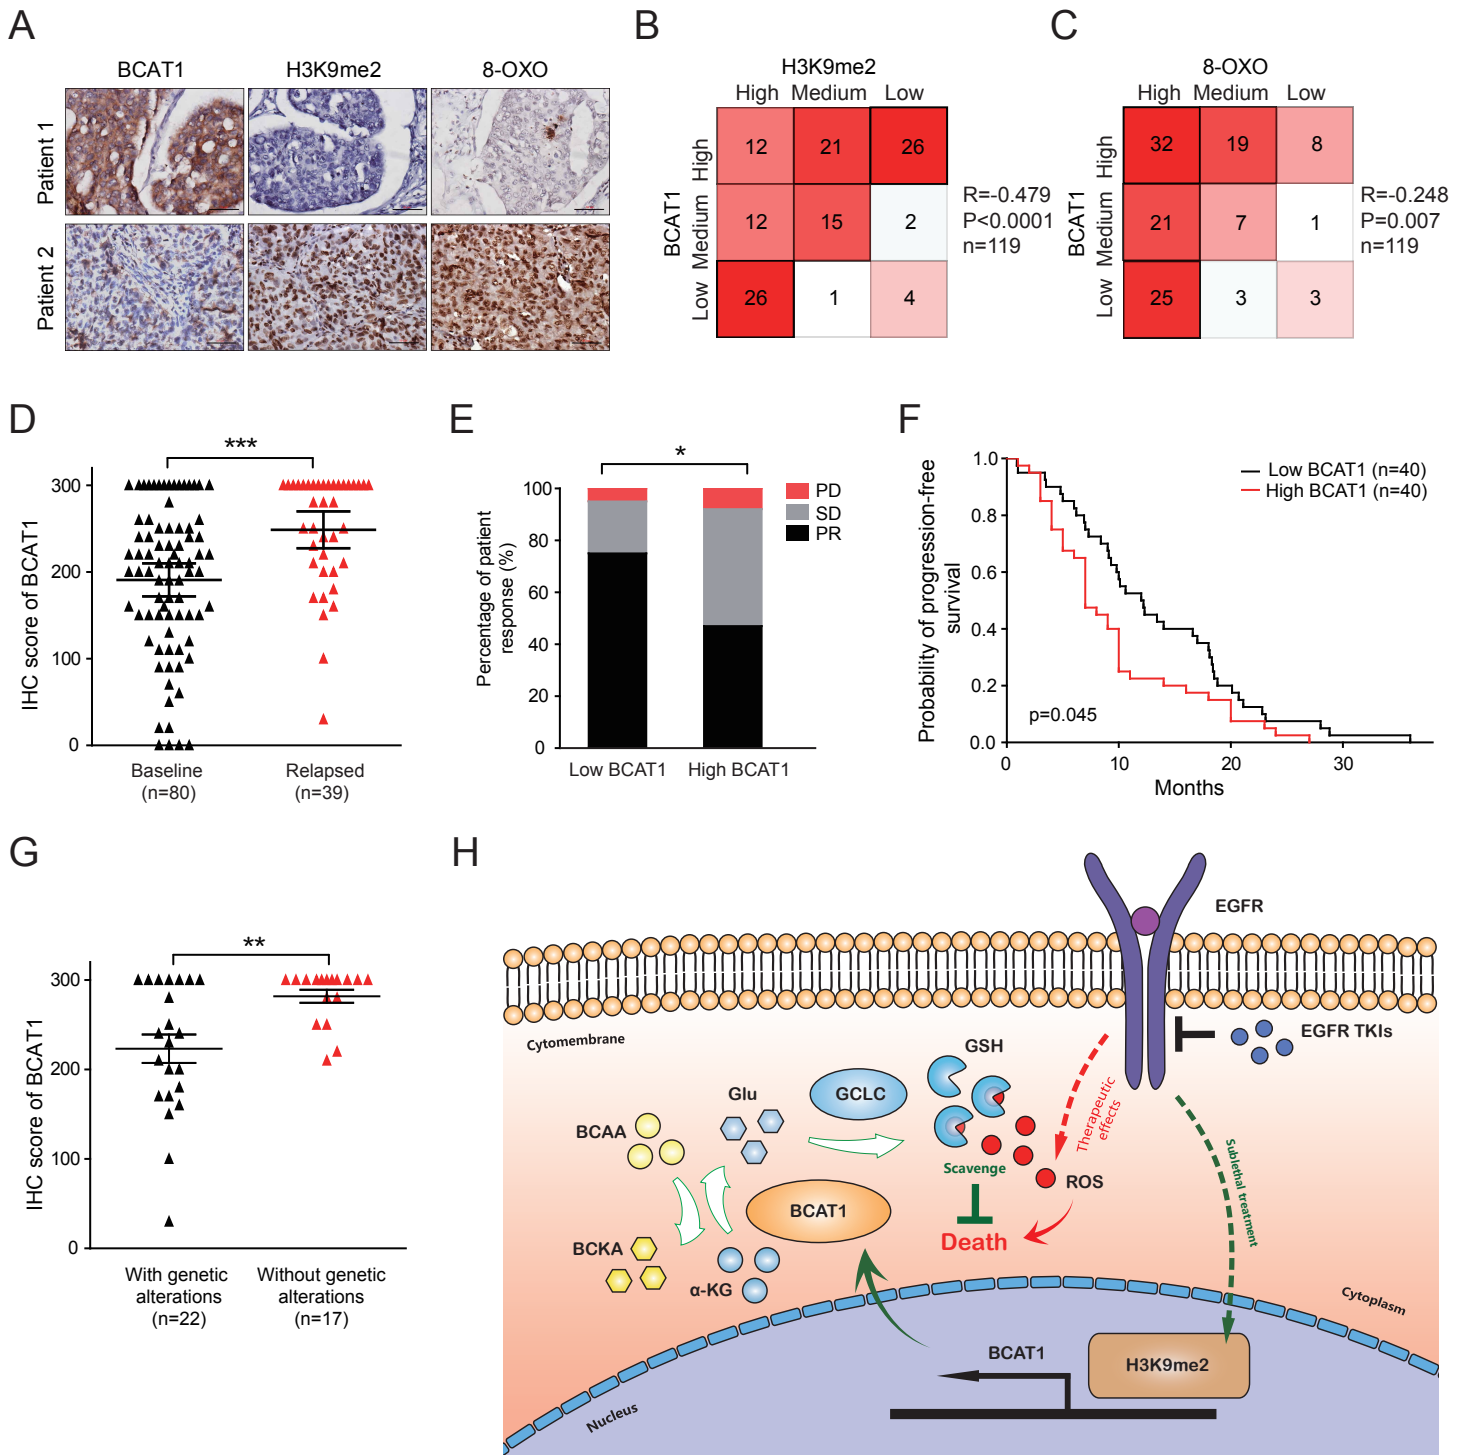 A
BCAT1 H3K9me2 8-OXO
Patient 1
Patient 2
B
H3K9me2
High Medium Low
BCAT1
High
Medium
Low
12 21 26
12 15 2
26 1 4
R=-0.479
P<0.0001
n=119
C
8-OXO
High Medium Low
BCAT1
High
Medium
Low
32 19 8
21 7 1
25 3 3
R=-0.248
P=0.007
n=119
D
***
IHC score of BCAT1
300
200
100
0
Baseline
(n=80)
Relapsed
(n=39)
E
*
Percentage of patient
response (%)
100
80
60
40
20
0
PD
SD
PR
Low BCAT1 High BCAT1
F
Probability of progression-free
survival
1.0
0.8
0.6
0.4
0.2
0.0
Low BCAT1 (n=40)
High BCAT1 (n=40)
p=0.045
0 10 20 30
Months
G
**
IHC score of BCAT1
300
200
100
0
With genetic
alterations
(n=22)
Without genetic
alterations
(n=17)
H
EGFR
EGFR TKIs
Cytomembrane
GSH
Glu
GCLC
BCAA
Therapeutic
effects
Scavenge
ROS
Sublethal treatment
BCAT1
Death
BCKA
α-KG
Cytoplasm
BCAT1
H3K9me2
Nucleus